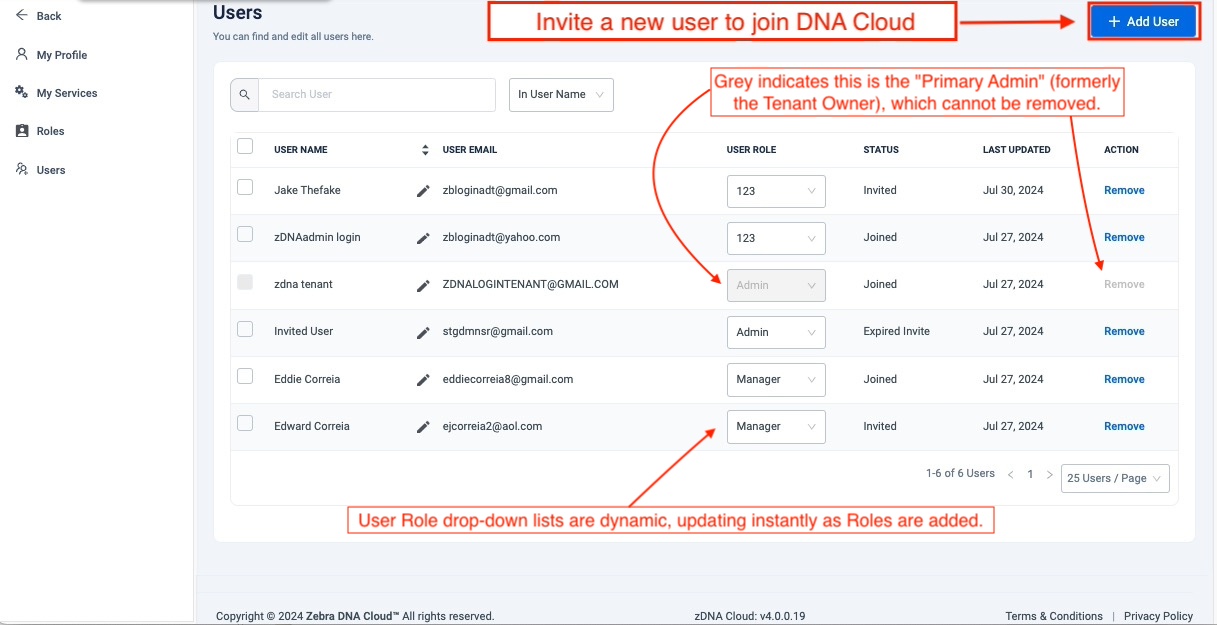 Back
My Profile
My Services
Roles
Users
Users
You can find and edit all users here.
Invite a new user to join DNA Cloud
+ Add User
Search User
In User Name
Grey indicates this is the "Primary Admin" (formerly
the Tenant Owner), which cannot be removed.
USER NAME USER EMAIL USER ROLE STATUS LAST UPDATED ACTION
Jake Thefake zbloginadt@gmail.com 123 Invited Jul 30, 2024 Remove
zDNAadmin login zbloginadt@yahoo.com 123 Joined Jul 27, 2024 Remove
zdna tenant ZDNALOGINTENANT@GMAIL.COM Admin Joined Jul 27, 2024 Remove
Invited User stgdmnsr@gmail.com Admin Expired Invite Jul 27, 2024 Remove
Eddie Correia eddiecorreia8@gmail.com Manager Joined Jul 27, 2024 Remove
Edward Correia ejcorreia2@aol.com Manager Invited Jul 27, 2024 Remove
1-6 of 6 Users < 1 > 25 Users / Page
User Role drop-down lists are dynamic, updating instantly as Roles are added.
Copyright © 2024 Zebra DNA Cloud™ All rights reserved. zDNA Cloud: v4.0.0.19 Terms & Conditions | Privacy Policy